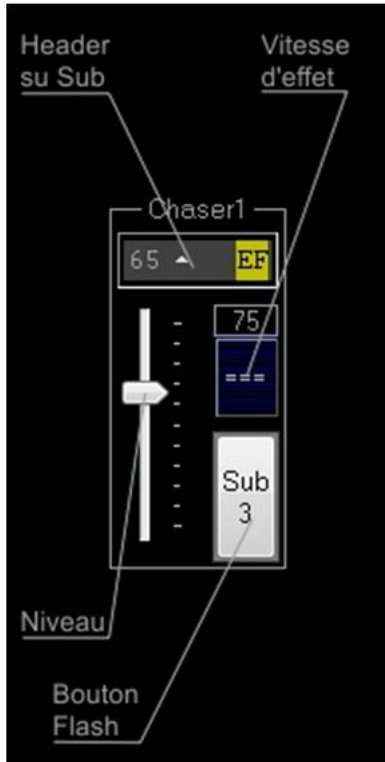 Header
su Sub
Vitesse
d'effet
Chaser1
65 EF
75
===
Sub
3
Niveau
Bouton
Flash